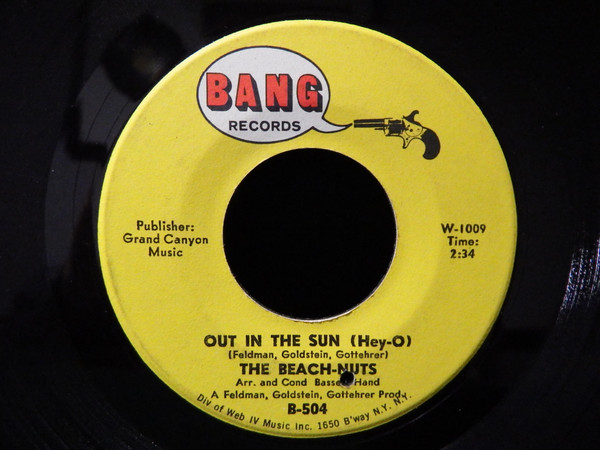 BANG
RECORDS
Publisher:
Grand Canyon
Music
W-1009
Time:
2:34
OUT IN THE SUN (Hey-O)
(Feldman, Goldstein, Gottehrer)
THE BEACH-NUTS
Arr. and Cond Hand
A Feldman, Goldstein, Gottehrer Prod.
B-504
Div of Web IV Music Inc. 1650 B'way N.Y. N.Y.